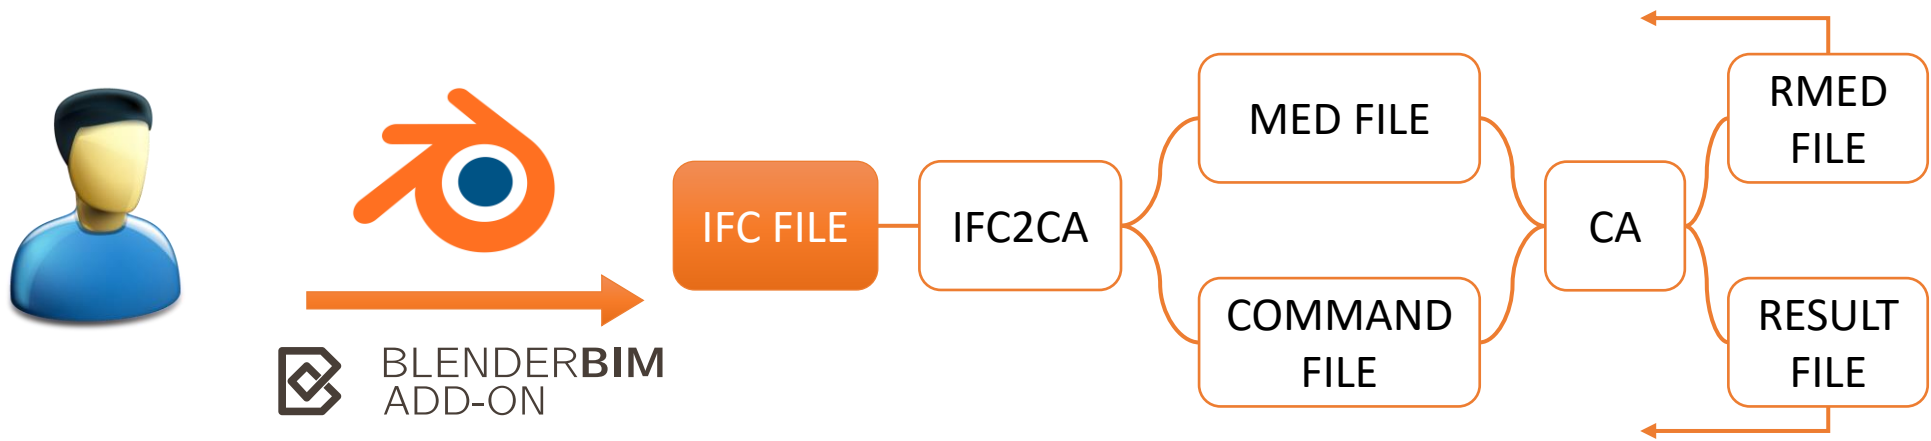 BLENDERBIM
ADD-ON
IFC FILE
IFC2CA
MED FILE
COMMAND
FILE
CA
RMED
FILE
RESULT
FILE